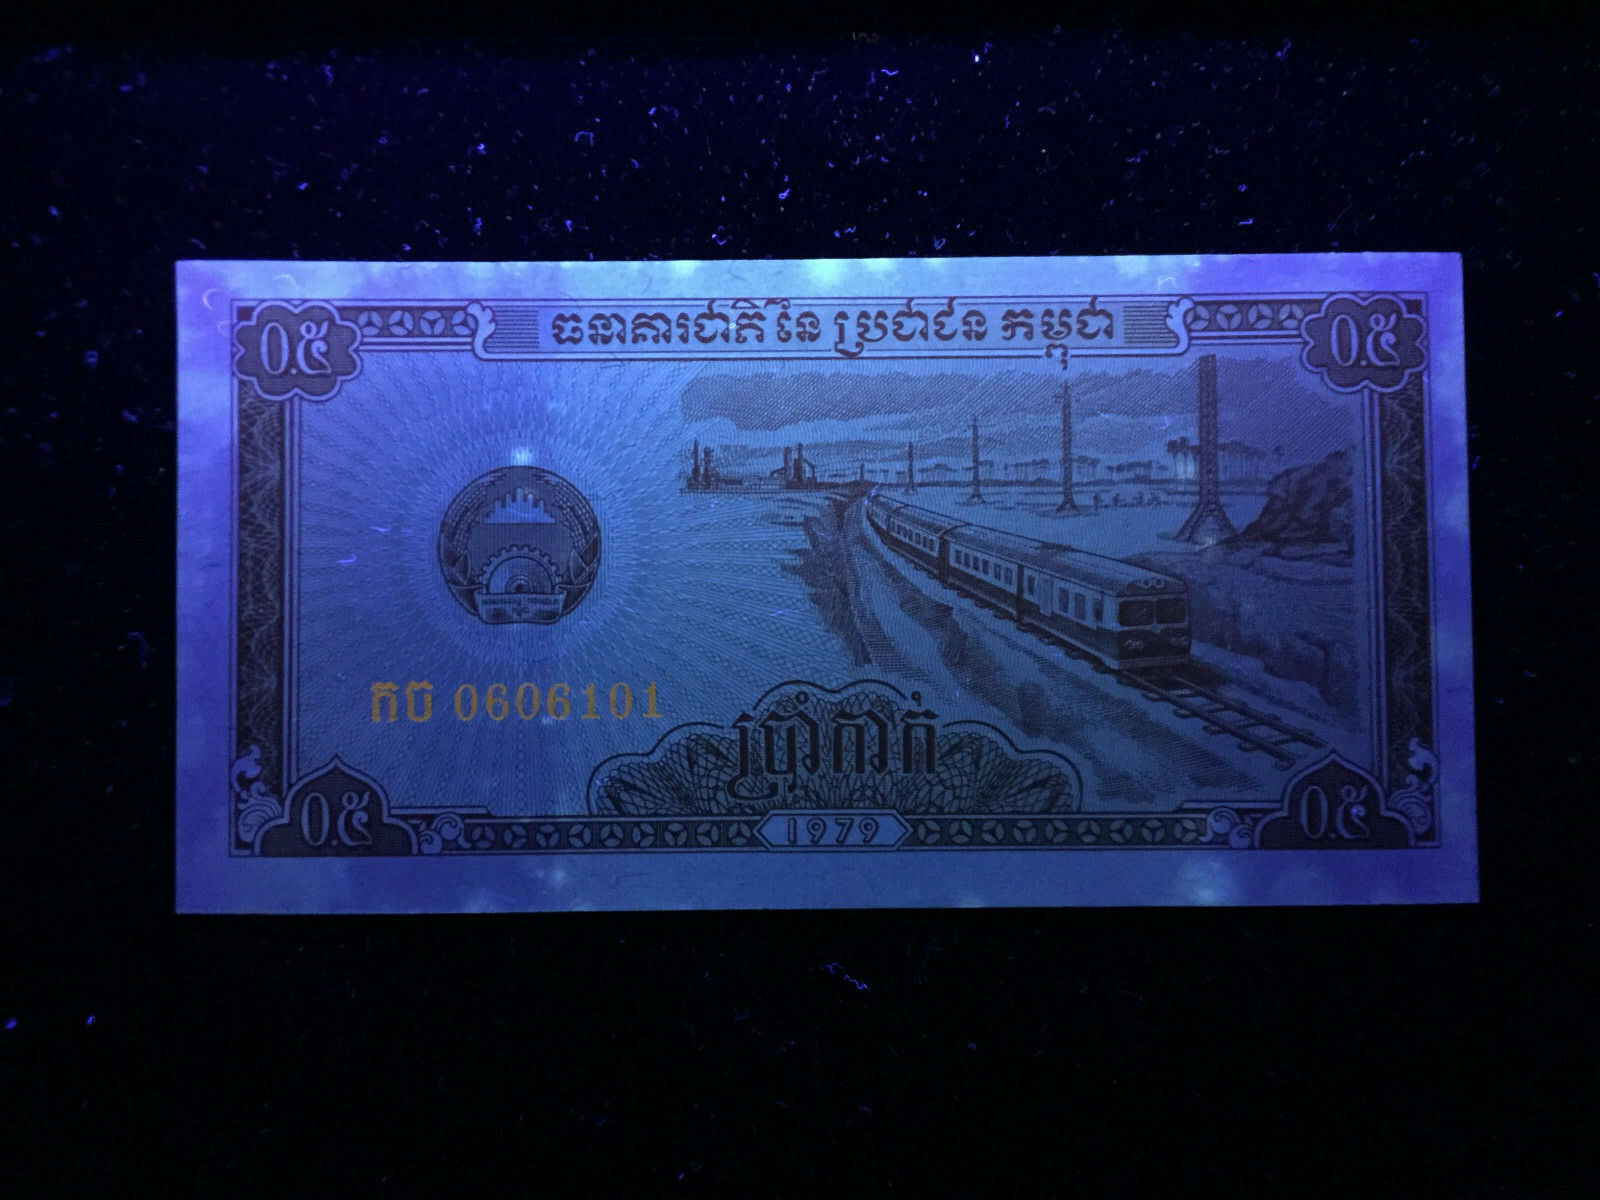 ០.៥ ធនាគារជាតិ នៃ ប្រជាជន កម្ពុជា ០.៥
កច 0606101
ប្រាំកាក់
០.៥ 1979 ០.៥